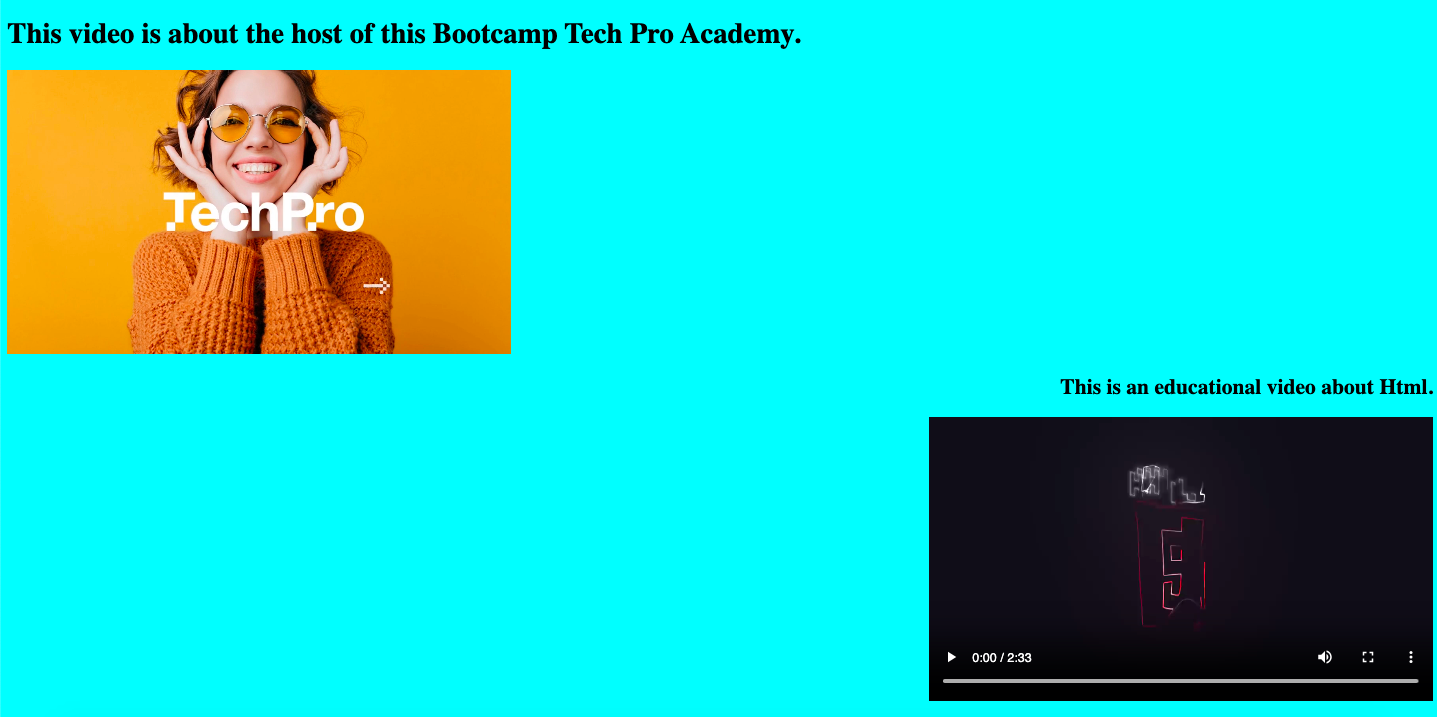 This video is about the host of this Bootcamp Tech Pro Academy.
TechPro
This is an educational video about Html.
0:00 / 2:33